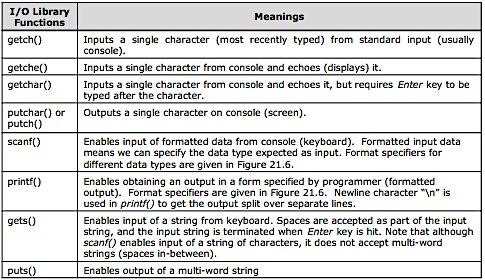 I/O Library
Functions
Meanings
getch()
Inputs a single character (most recently typed) from standard input (usually
console).
getche()
Inputs a single character from console and echoes (displays) it.
getchar()
Inputs a single character from console and echoes it, but requires Enter key to be
typed after the character.
putchar() or
putch()
Outputs a single character on console (screen).
scanf()
Enables input of formatted data from console (keyboard). Formatted input data
means we can specify the data type expected as input. Format specifiers for
different data types are given in Figure 21.6.
printf()
Enables obtaining an output in a form specified by programmer (formatted
output). Format specifiers are given in Figure 21.6. Newline character “\n” is
used in printf() to get the output split over separate lines.
gets()
Enables input of a string from keyboard. Spaces are accepted as part of the input
string, and the input string is terminated when Enter key is hit. Note that although
scanf() enables input of a string of characters, it does not accept multi-word
strings (spaces in-between).
puts()
Enables output of a multi-word string